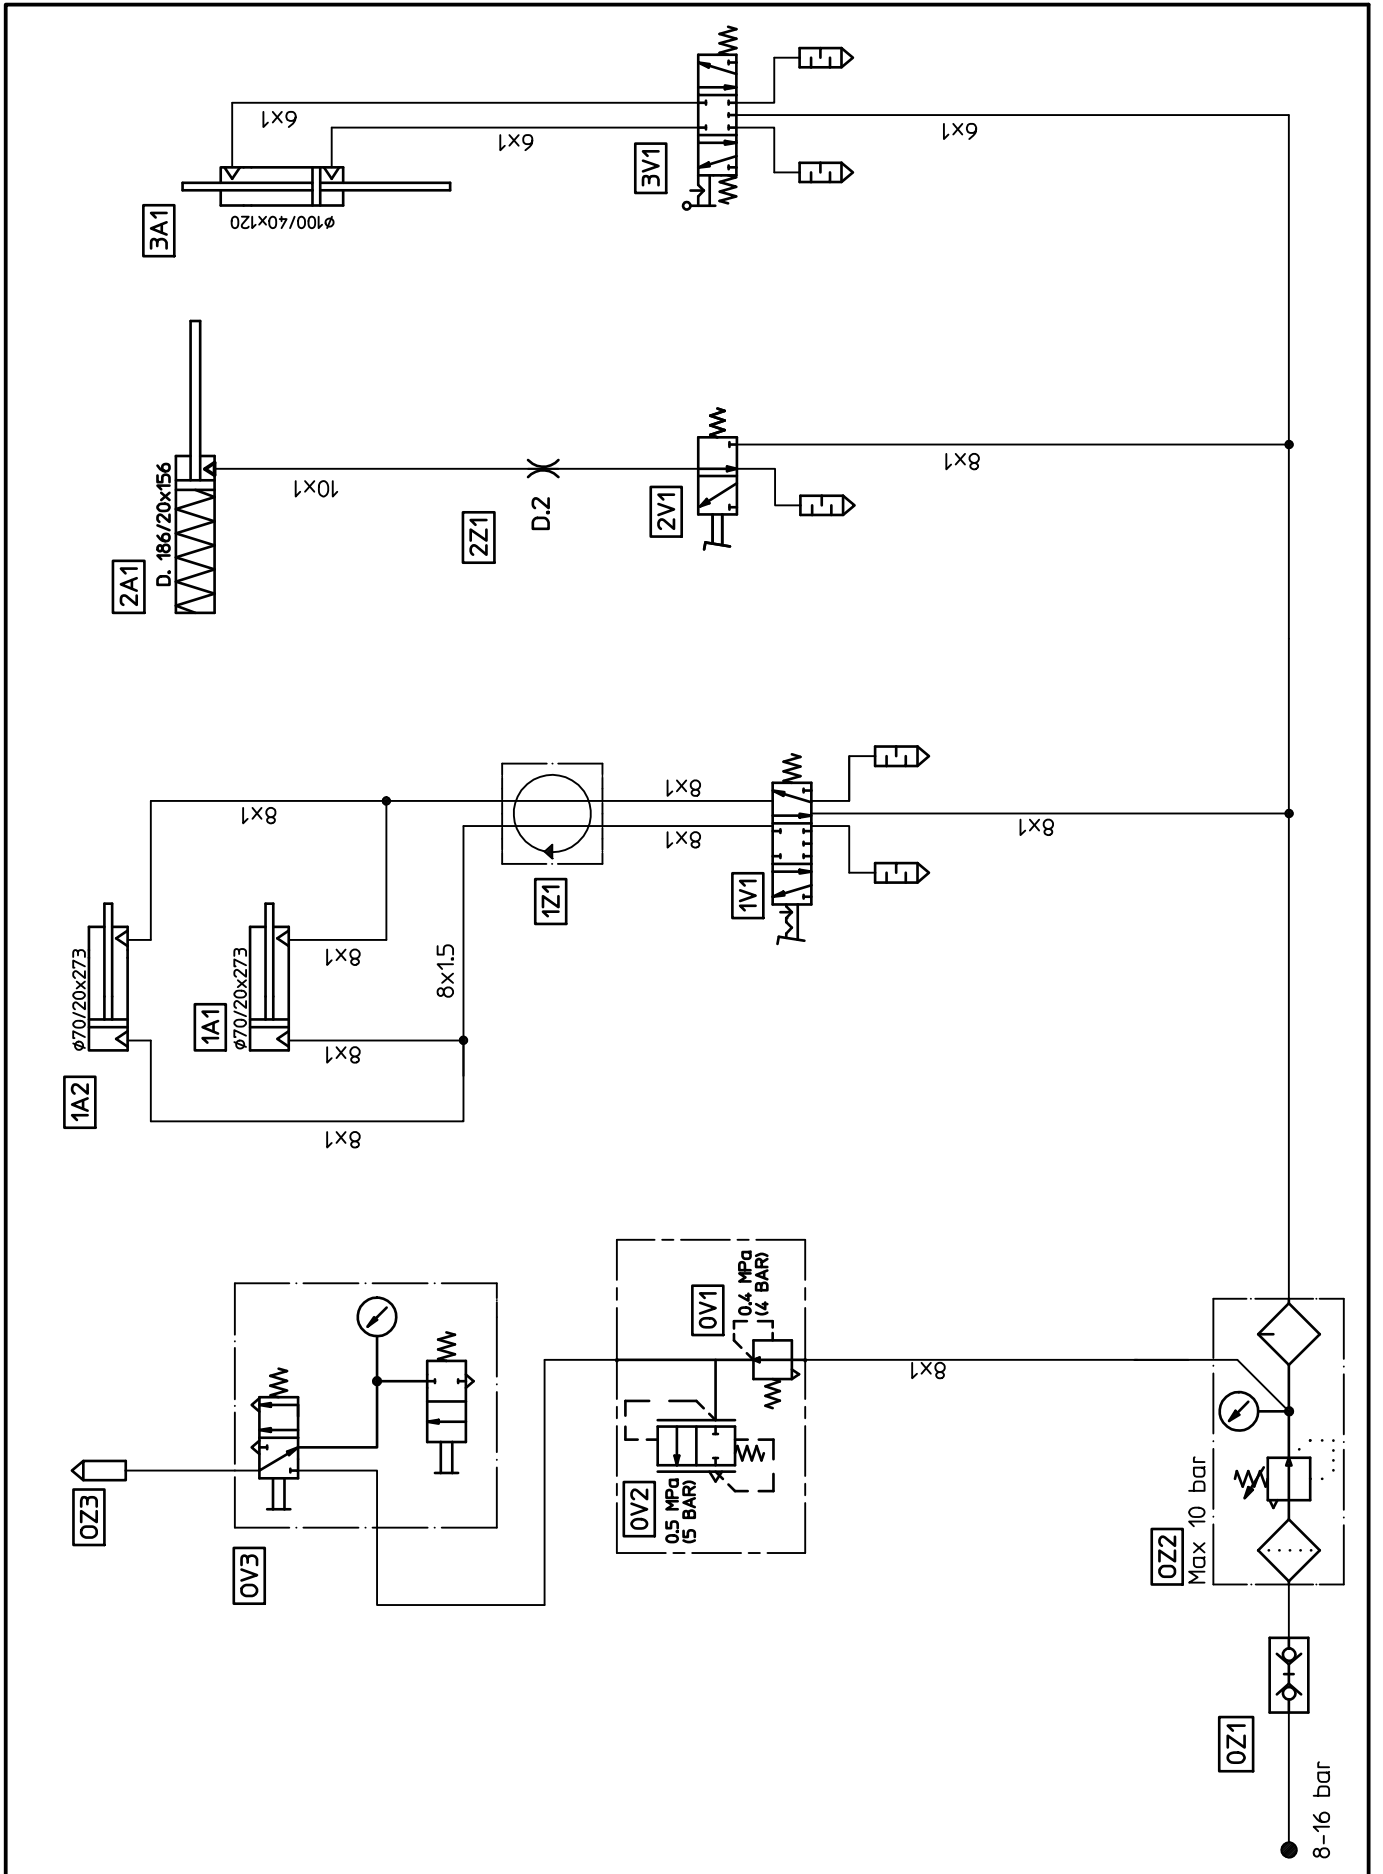 6x1
6x1
6x1
3V1
3A1
ø100/40x120
10x1
8x1
2Z1
D.2
2V1
2A1
D. 186/20x156
8x1
8x1
8x1
8x1
1Z1
1V1
8x1
8x1.5
ø70/20x273
ø70/20x273
1A1
8x1
1A2
8x1
0V1
0.4 MPa
(4 BAR)
8x1
0V2
0.5 MPa
(5 BAR)
0Z3
0V3
0Z2
Max 10 bar
0Z1
8-16 bar